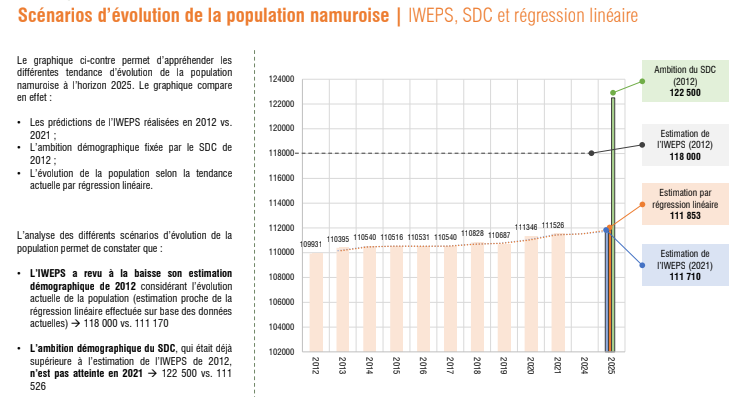 Scénarios d'évolution de la population namuroise | IWEPS, SDC et régression linéaire
Le graphique ci-contre permet d'appréhender les
différentes tendance d'évolution de la population
namuroise à l'horizon 2025. Le graphique compare
en effet :
• Les prédictions de l'IWEPS réalisées en 2012 vs.
2021 ;
• L'ambition démographique fixée par le SDC de
2012 ;
• L'évolution de la population selon la tendance
actuelle par régression linéaire.
L'analyse des différents scénarios d'évolution de la
population permet de constater que :
• L'IWEPS a revu à la baisse son estimation
démographique de 2012 considérant l'évolution
actuelle de la population (estimation proche de la
régression linéaire effectuée sur base des données
actuelles) → 118 000 vs. 111 170
• L'ambition démographique du SDC, qui était déjà
supérieure à l'estimation de l'IWEPS de 2012,
n'est pas atteinte en 2021 → 122 500 vs. 111
526
124000
122000
120000
118000
116000
114000
112000
110000
108000
106000
104000
102000
109931
110395
110540
110516
110531
110540
110828
110687
111346
111526
2012
2013
2014
2015
2016
2017
2018
2019
2020
2021
2024
2025
Ambition du SDC
(2012)
122 500
Estimation de
l'IWEPS (2012)
118 000
Estimation par
régression linéaire
111 853
Estimation de
l'IWEPS (2021)
111 710